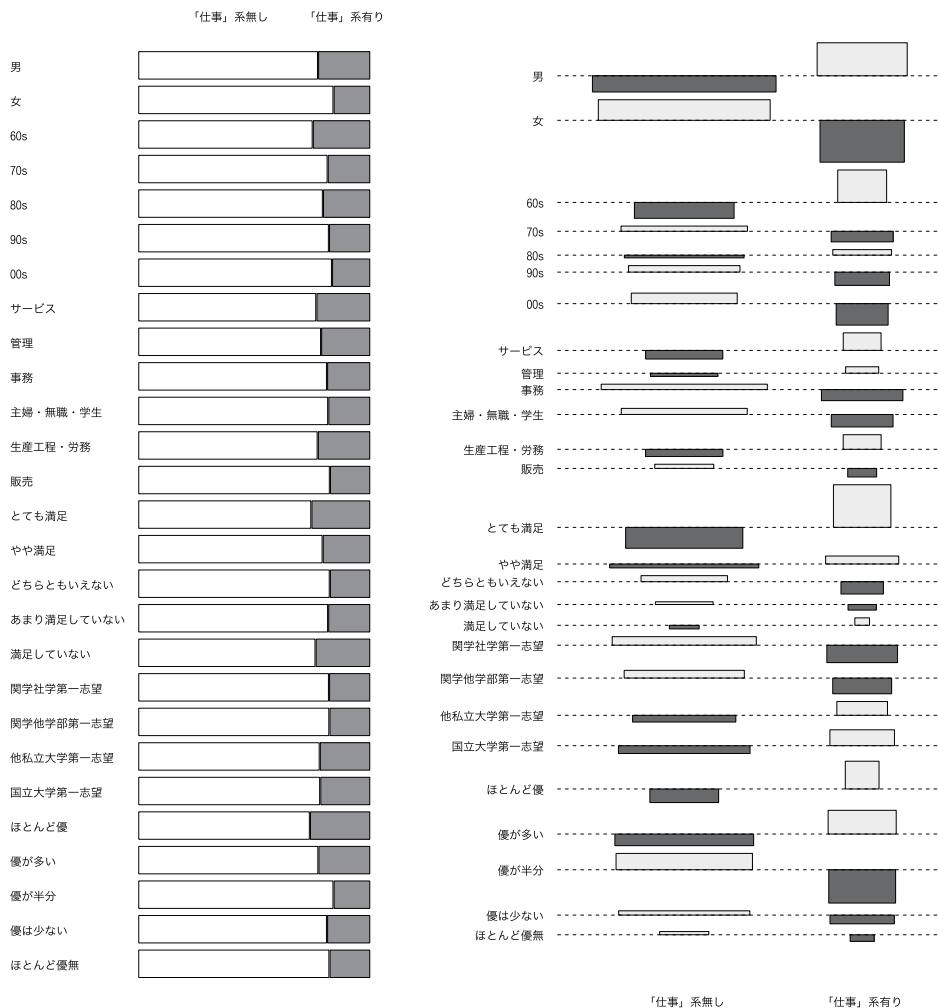 「仕事」系無し 「仕事」系有り
男
女
60s
70s
80s
90s
00s
サービス
管理
事務
主婦・無職・学生
生産工程・労務
販売
とても満足
やや満足
どちらともいえない
あまり満足していない
満足していない
関学社学第一志望
関学他学部第一志望
他私立大学第一志望
国立大学第一志望
ほとんど優
優が多い
優が半分
優は少ない
ほとんど優無
男
女
60s
70s
80s
90s
00s
サービス
管理
事務
主婦・無職・学生
生産工程・労務
販売
とても満足
やや満足
どちらともいえない
あまり満足していない
満足していない
関学社学第一志望
関学他学部第一志望
他私立大学第一志望
国立大学第一志望
ほとんど優
優が多い
優が半分
優は少ない
ほとんど優無
「仕事」系無し 「仕事」系有り